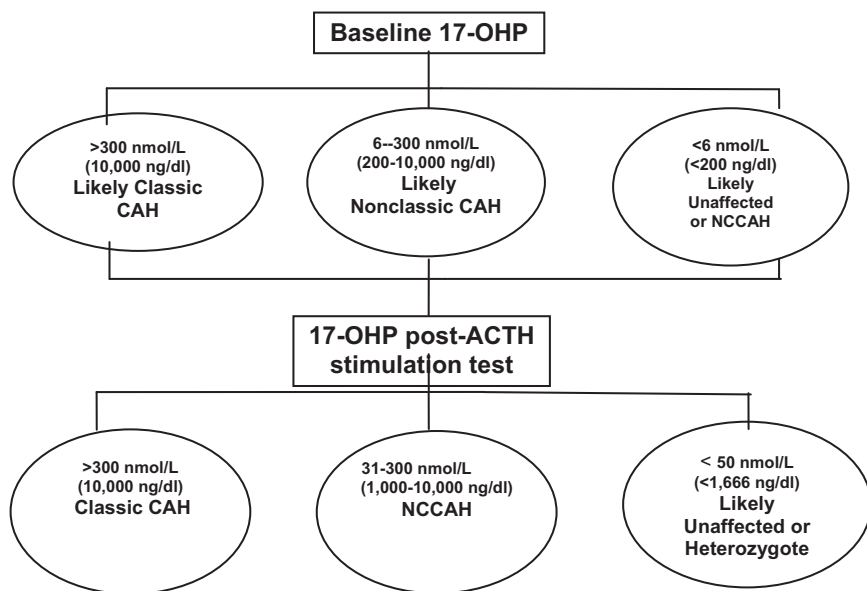 Baseline 17-OHP
>300 nmol/L
(10,000 ng/dl)
Likely Classic
CAH
6--300 nmol/L
(200-10,000 ng/dl)
Likely
Nonclassic CAH
<6 nmol/L
(<200 ng/dl)
Likely
Unaffected
or NCCAH
17-OHP post-ACTH
stimulation test
>300 nmol/L
(10,000 ng/dl)
Classic CAH
31-300 nmol/L
(1,000-10,000 ng/dl)
NCCAH
< 50 nmol/L
(<1,666 ng/dl)
Likely
Unaffected or
Heterozygote